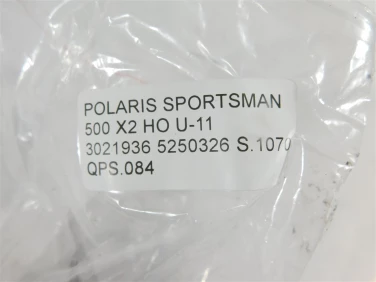 POLARIS SPORTSMAN
500 X2 HO U-11
3021936 5250326 S.1070
QPS.084